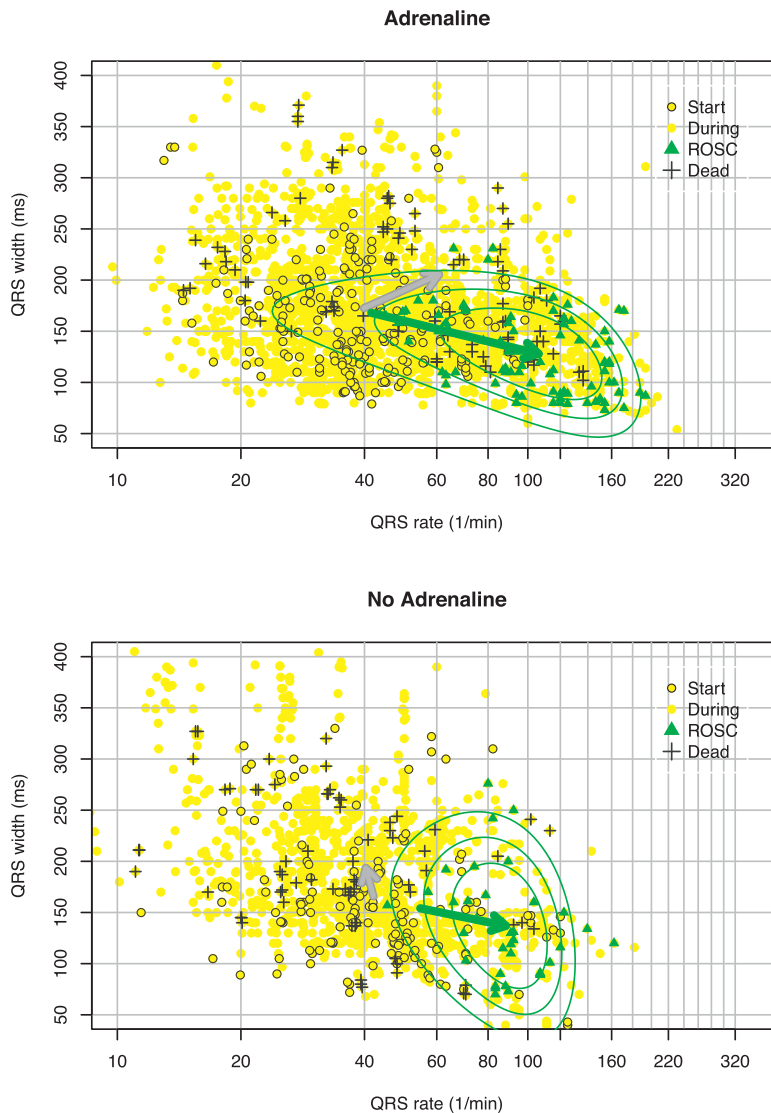 Adrenaline
400
350
300
250
200
150
100
50
QRS width (ms)
Start
During
ROSC
Dead
10 20 40 60 80 100 160 220 320
QRS rate (1/min)
No Adrenaline
400
350
300
250
200
150
100
50
QRS width (ms)
Start
During
ROSC
Dead
10 20 40 60 80 100 160 220 320
QRS rate (1/min)